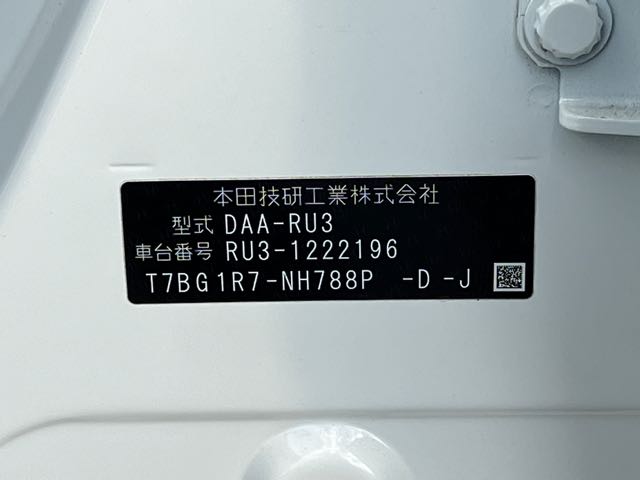 本田技研工業株式会社
型式 DAA-RU3
車台番号 RU3-1222196
T7BG1R7-NH788P -D -J